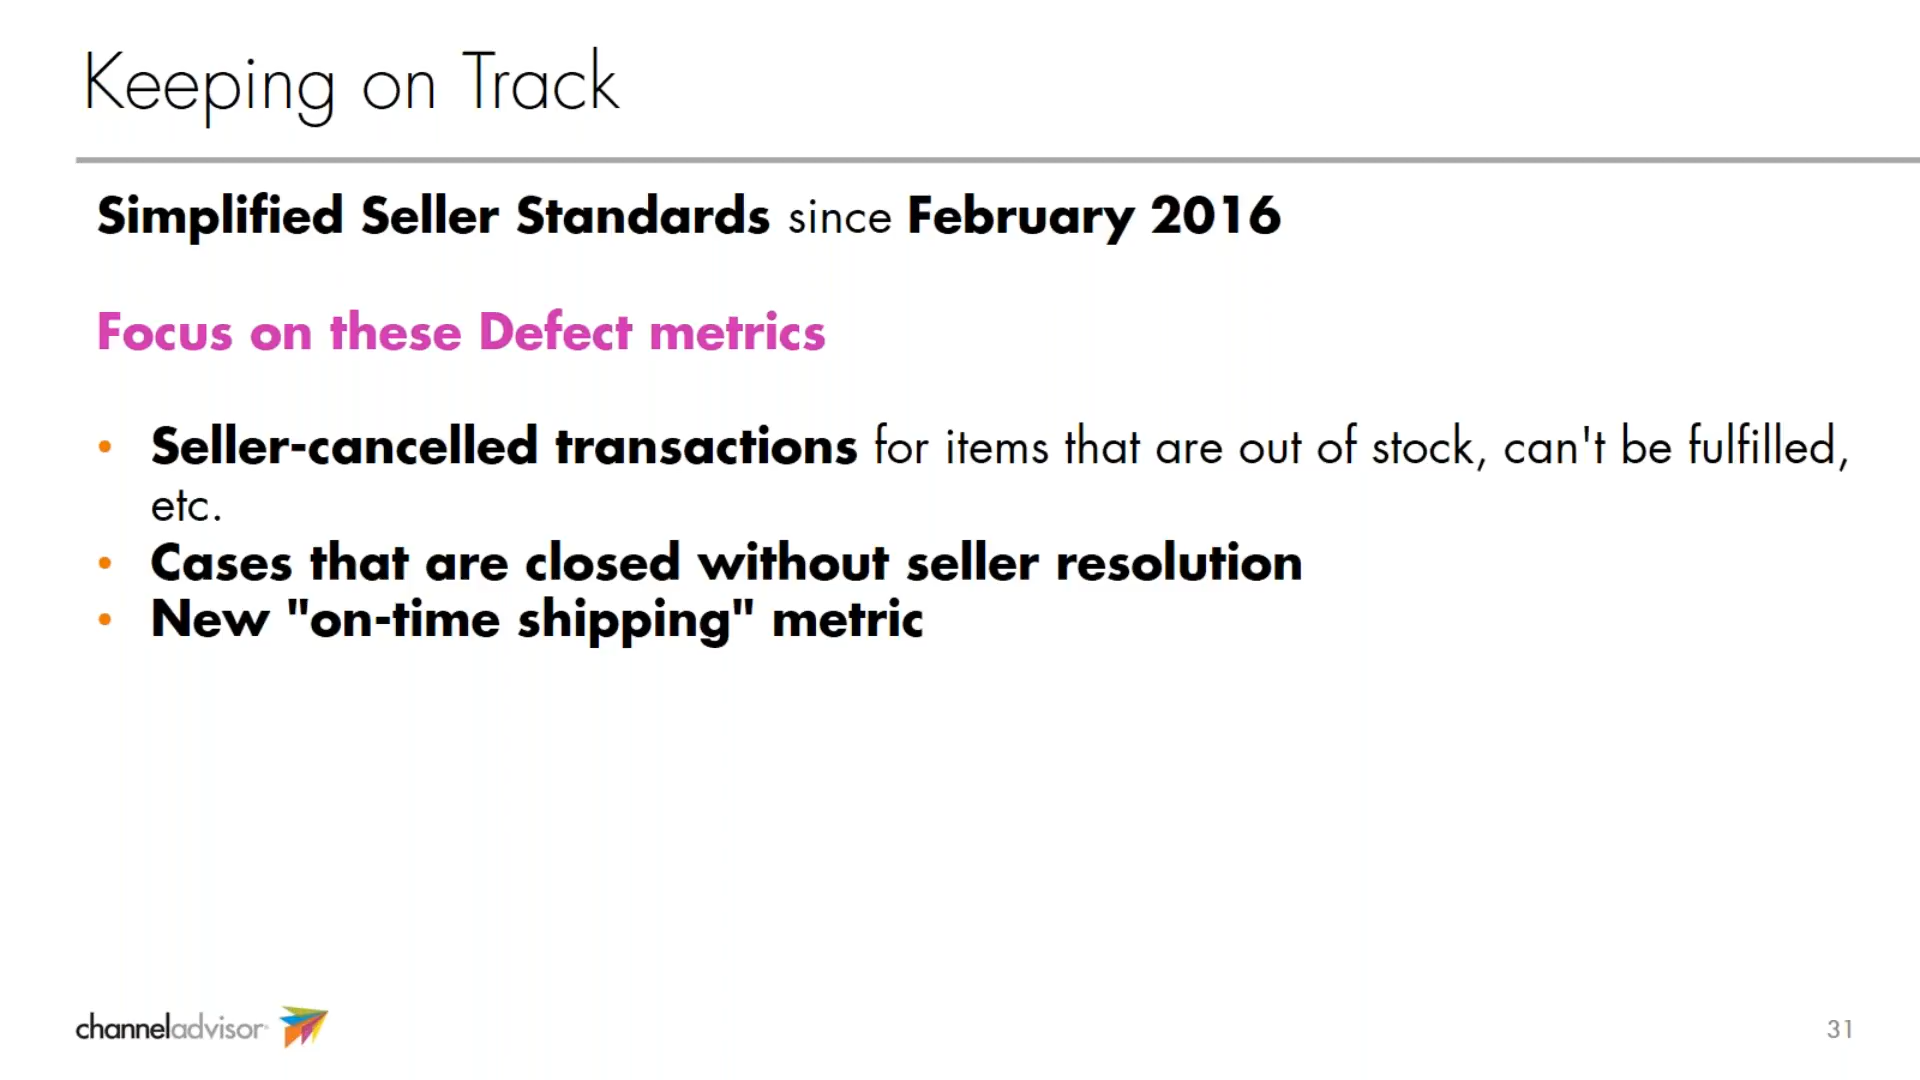 Keeping on Track
Simplified Seller Standards since February 2016
Focus on these Defect metrics
• Seller-cancelled transactions for items that are out of stock, can't be fulfilled,
etc.
• Cases that are closed without seller resolution
• New "on-time shipping" metric
channeladvisor
31